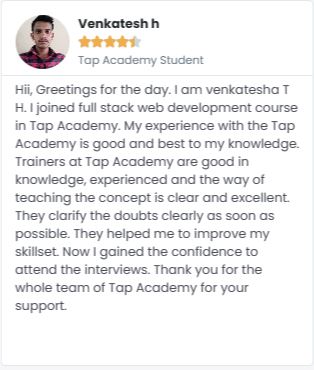 Venkatesh h
Tap Academy Student
Hii, Greetings for the day. I am venkatesha T
H. I joined full stack web development course
in Tap Academy. My experience with the Tap
Academy is good and best to my knowledge.
Trainers at Tap Academy are good in
knowledge, experienced and the way of
teaching the concept is clear and excellent.
They clarify the doubts clearly as soon as
possible. They helped me to improve my
skillset. Now I gained the confidence to
attend the interviews. Thank you for the
whole team of Tap Academy for your
support.